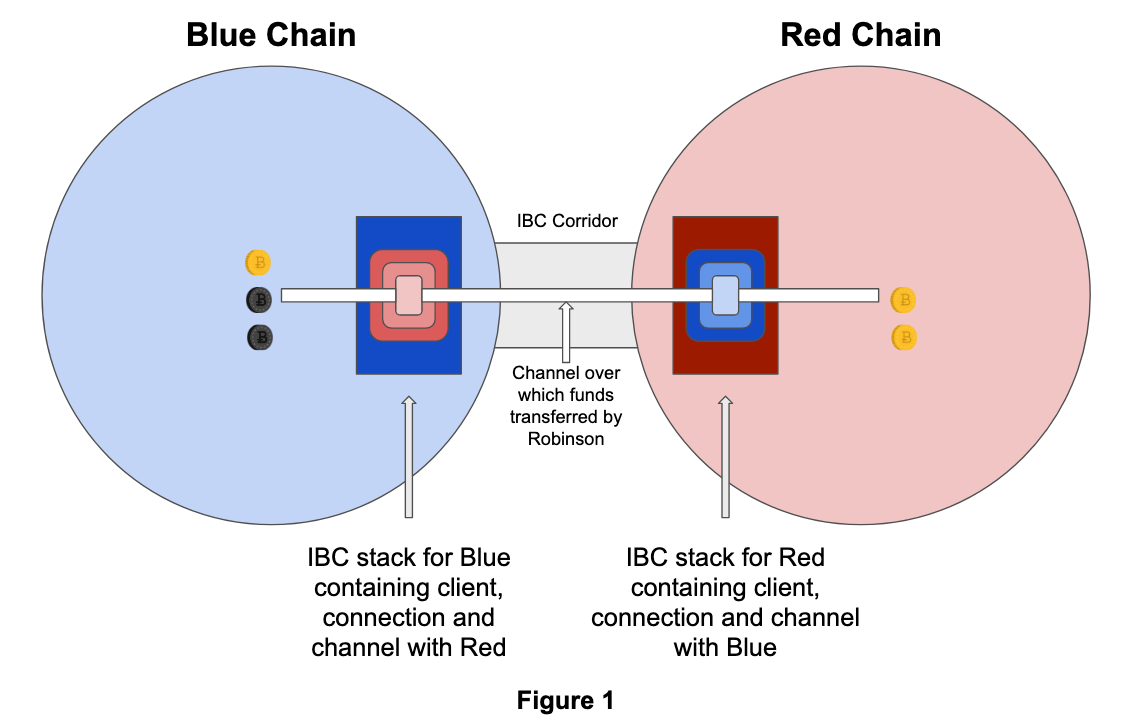 Blue Chain
Red Chain
IBC Corridor
Channel over
which funds
transferred by
Robinson
IBC stack for Blue
containing client,
connection and
channel with Red
IBC stack for Red
containing client,
connection and channel
with Blue
Figure 1